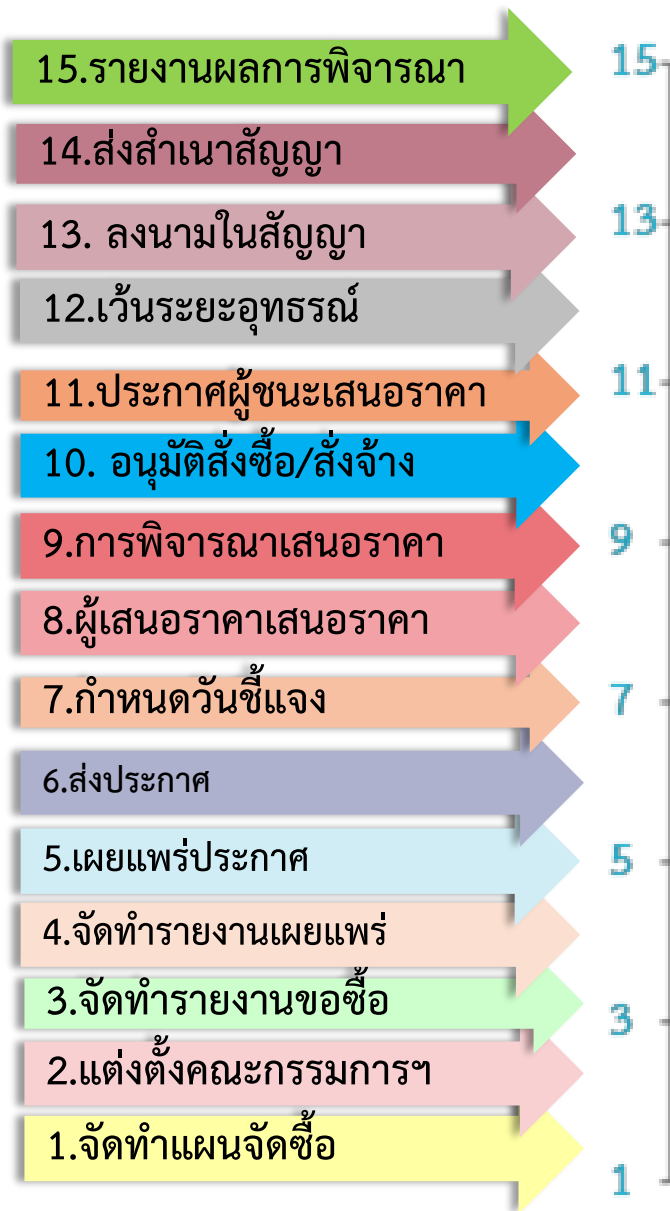 15.รายงานผลการพิจารณา
14.ส่งสำเนาสัญญา
13. ลงนามในสัญญา
12.เว้นระยะอุทธรณ์
11.ประกาศผู้ชนะเสนอราคา
10. อนุมัติสั่งซื้อ/สั่งจ้าง
9.การพิจารณาเสนอราคา
8.ผู้เสนอราคาเสนอราคา
7.กำหนดวันชี้แจง
6.ส่งประกาศ
5.เผยแพร่ประกาศ
4.จัดทำรายงานเผยแพร่
3.จัดทำรายงานขอซื้อ
2.แต่งตั้งคณะกรรมการฯ
1.จัดทำแผนจัดซื้อ
15
13
11
9
7
5
3
1